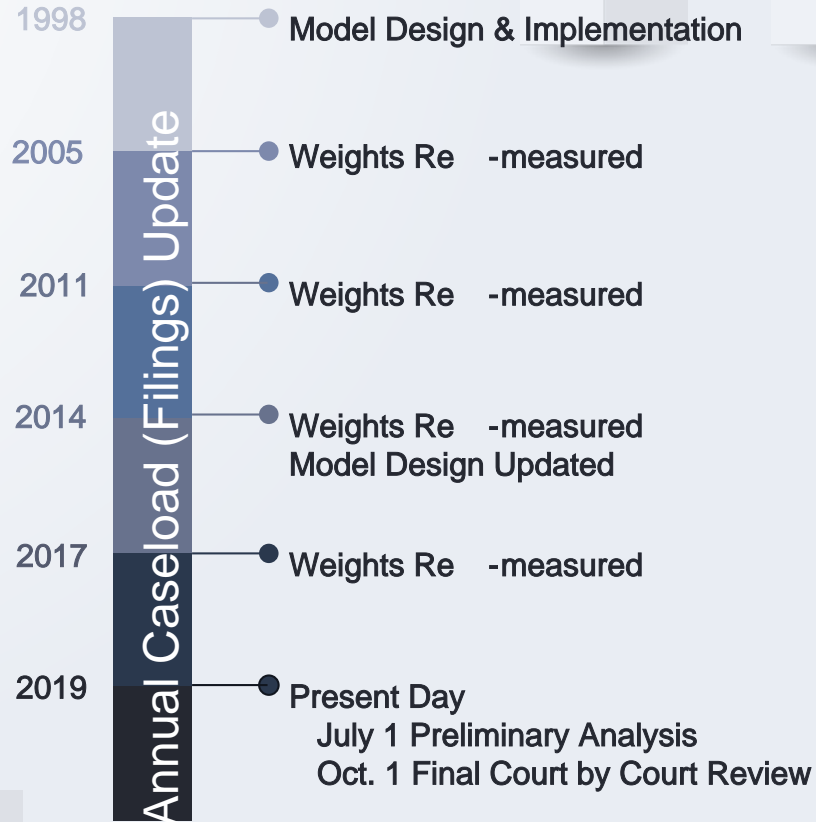 1998
Model Design & Implementation
2005
Weights Re -measured
2011
Weights Re -measured
2014
Weights Re -measured
Model Design Updated
2017
Weights Re -measured
2019
Present Day
July 1 Preliminary Analysis
Oct. 1 Final Court by Court Review
Annual Caseload (Filings) Update